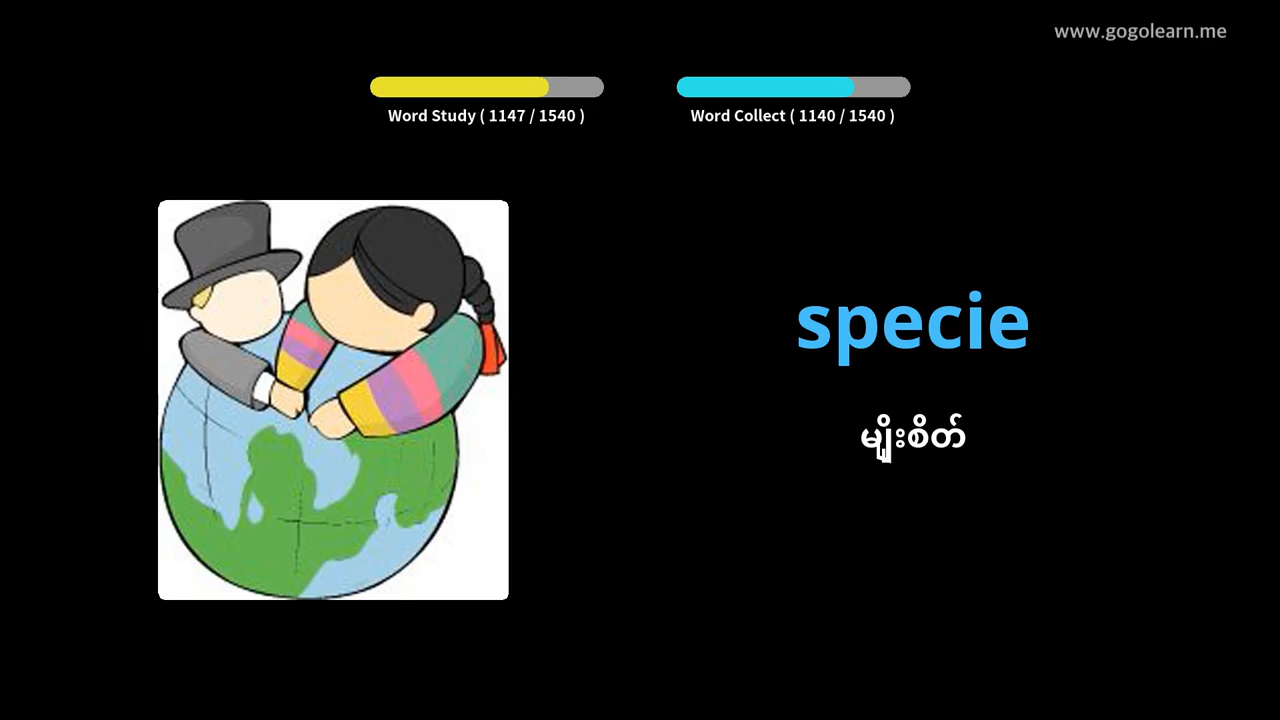 www.gogolearn.me
Word Study ( 1147 / 1540 )
Word Collect ( 1140 / 1540 )
specie
မျိုးစိတ်